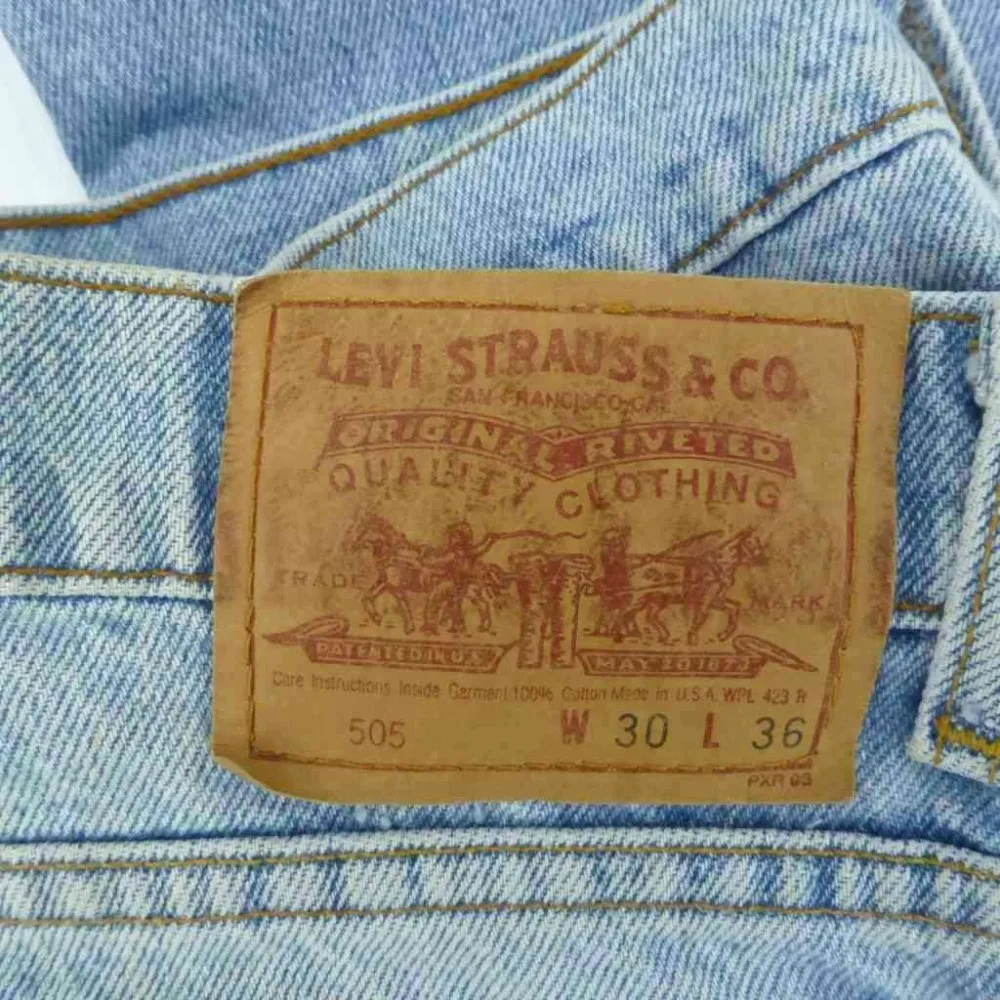 LEVI STRAUSS & CO.
SAN FRANCISCO CAL
ORIGINAL RIVETED
QUALITY CLOTHING
TRADE MARK
PATENTED IN U.S. MAY 20 1873
Care Instructions Inside Garment 100% Cotton Made in U.S.A. WPL 423 R
505 W 30 L 36
PXR 03